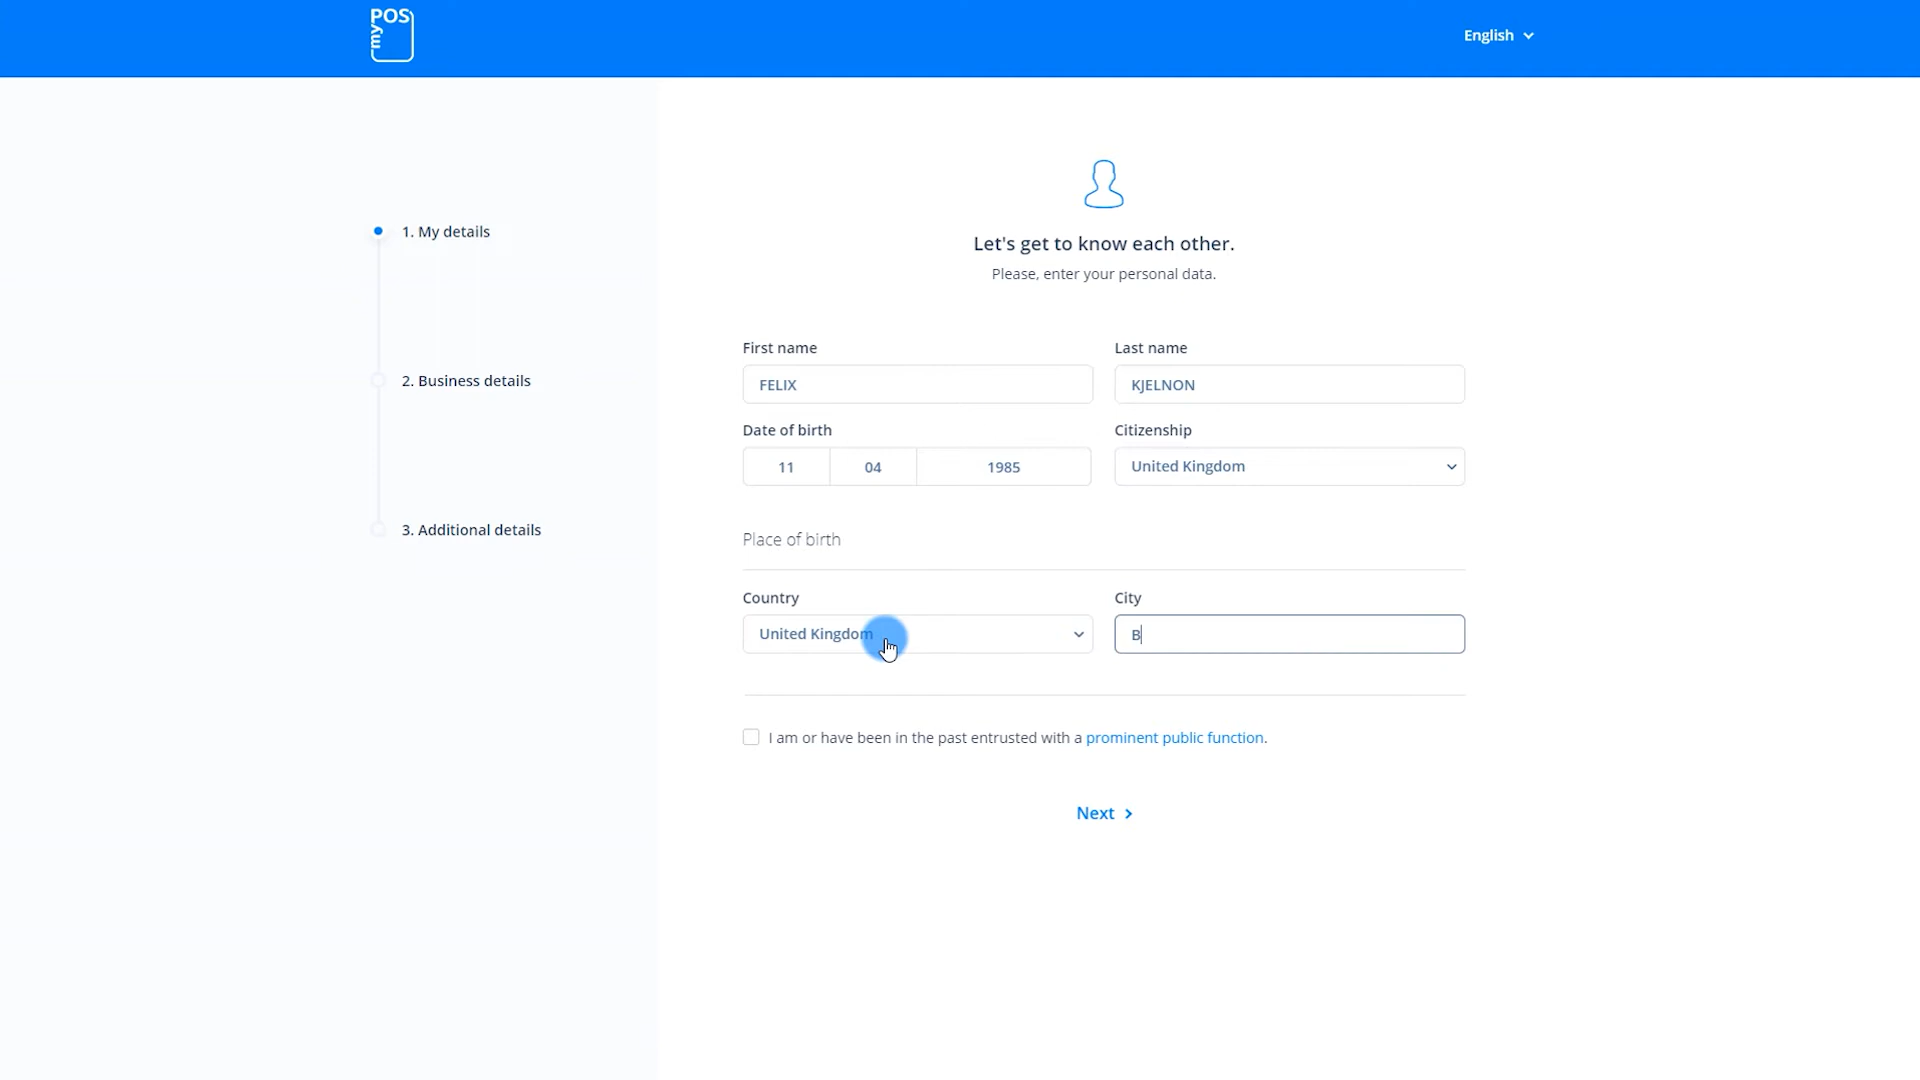 myPOS
English
1. My details
2. Business details
3. Additional details
Let's get to know each other.
Please, enter your personal data.
First name
Last name
FELIX
KJELNON
Date of birth
Citizenship
11
04
1985
United Kingdom
Place of birth
Country
City
United Kingdom
B
I am or have been in the past entrusted with a prominent public function.
Next